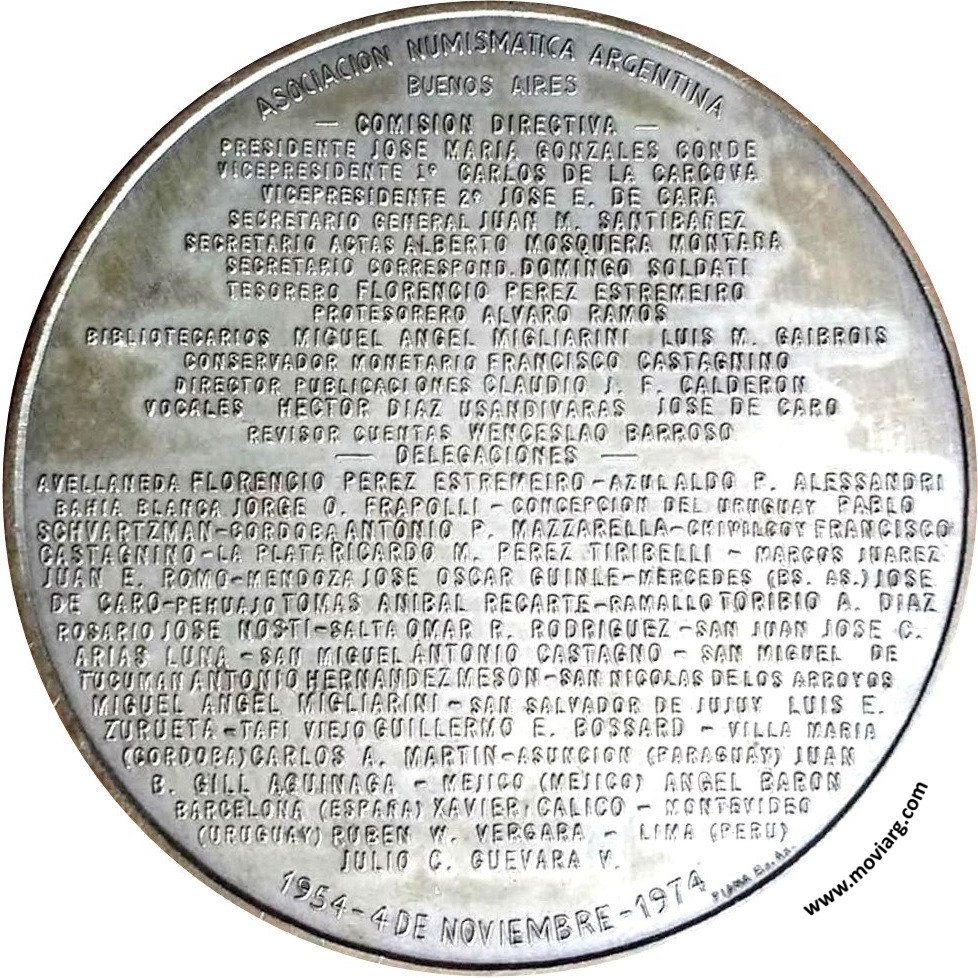 ASOCIACION NUMISMATICA ARGENTINA
BUENOS AIRES
— COMISION DIRECTIVA —
PRESIDENTE JOSE MARIA GONZALES CONDE
VICEPRESIDENTE 1º CARLOS DE LA CARCOVA
VICEPRESIDENTE 2º JOSE E. DE CARA
SECRETARIO GENERAL JUAN M. SANTIBAÑEZ
SECRETARIO ACTAS ALBERTO MOSQUERA MONTAÑA
SECRETARIO CORRESPOND. DOMINGO SOLDATI
TESORERO FLORENCIO PEREZ ESTREMEIRO
PROTESORERO ALVARO RAMOS
BIBLIOTECARIOS MIGUEL ANGEL MIGLIARINI LUIS M. GAIBROIS
CONSERVADOR MONETARIO FRANCISCO CASTAGNINO
DIRECTOR PUBLICACIONES CLAUDIO J. F. CALDERON
VOCALES HECTOR DIAZ USANDIVARAS JOSE DE CARO
REVISOR CUENTAS WENCESLAO BARROSO
— DELEGACIONES —
AVELLANEDA FLORENCIO PEREZ ESTREMEIRO-AZUL ALDO P. ALESSANDRI
BAHIA BLANCA JORGE O. FRAPOLLI - CONCEPCION DEL URUGUAY PABLO
SCHVARTZMAN-CORDOBA ANTONIO P. MAZZARELLA-CHIVILCOY FRANCISCO
CASTAGNINO-LA PLATA RICARDO M. PEREZ TIRIBELLI - MARCOS JUAREZ
JUAN E. ROMO-MENDOZA JOSE OSCAR GUINLE-MERCEDES (BS. AS.) JOSE
DE CARO-PEHUAJO TOMAS ANIBAL RECARTE-RAMALLO TORIBIO A. DIAZ
ROSARIO JOSE NOSTI-SALTA OMAR R. RODRIGUEZ-SAN JUAN JOSE C.
ARIAS LUNA - SAN MIGUEL ANTONIO CASTAGNO - SAN MIGUEL DE
TUCUMAN ANTONIO HERNANDEZ MESON-SAN NICOLAS DE LOS ARROYOS
MIGUEL ANGEL MIGLIARINI - SAN SALVADOR DE JUJUY LUIS E.
ZURUETA-TAFI VIEJO GUILLERMO E. BOSSARD - VILLA MARIA
(CORDOBA) CARLOS A. MARTIN-ASUNCION (PARAGUAY) JUAN
B. GILL AGUINAGA - MEJICO (MEJICO) ANGEL BARON
BARCELONA (ESPAÑA) XAVIER CALICO - MONTEVIDEO
(URUGUAY) RUBEN W. VERGARA - LIMA (PERU)
JULIO C. GUEVARA V.
1954-4 DE NOVIEMBRE-1974
PIANA Bs. As.
www.moviarg.com